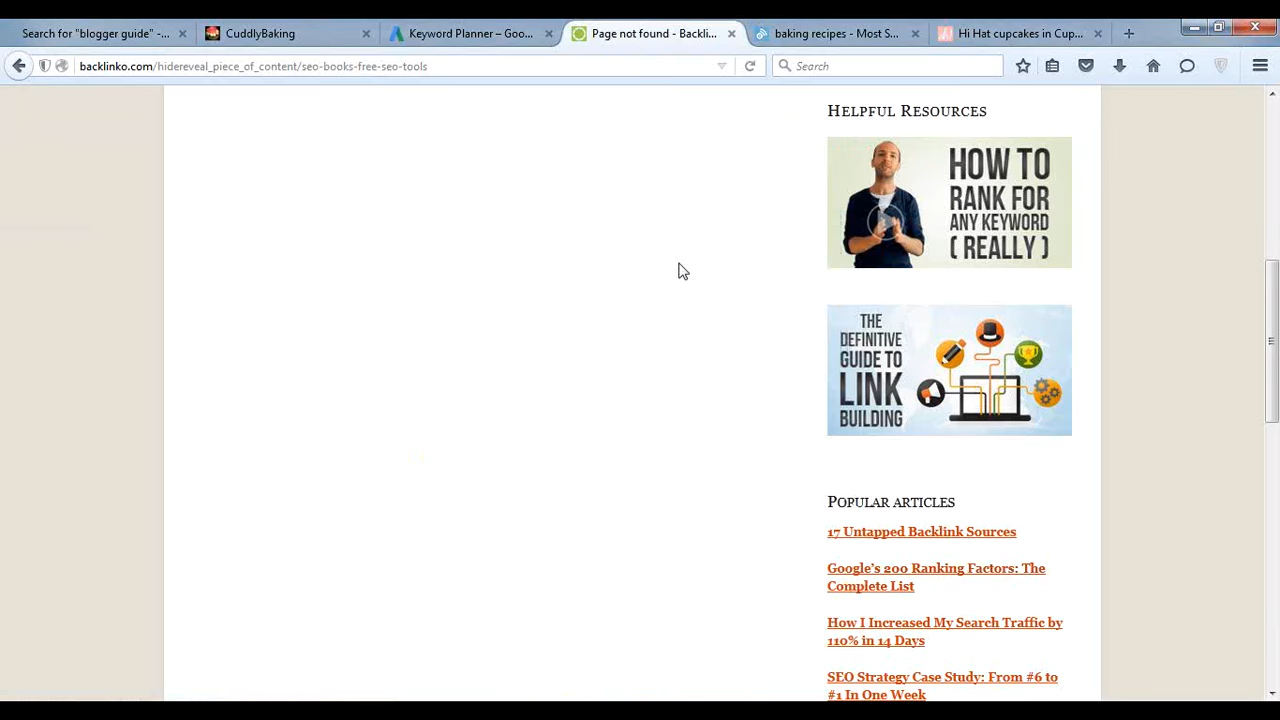 Search for "blogger guide" -...
CuddlyBaking
Keyword Planner – Goo...
Page not found - Backli...
baking recipes - Most S...
Hi Hat cupcakes in Cup...
backlinko.com/hidereveal_piece_of_content/seo-books-free-seo-tools
Search
Helpful Resources
HOW TO
RANK FOR
ANY KEYWORD
( REALLY )
THE
DEFINITIVE
GUIDE TO
LINK
BUILDING
Popular articles
17 Untapped Backlink Sources
Google's 200 Ranking Factors: The
Complete List
How I Increased My Search Traffic by
110% in 14 Days
SEO Strategy Case Study: From #6 to
#1 In One Week